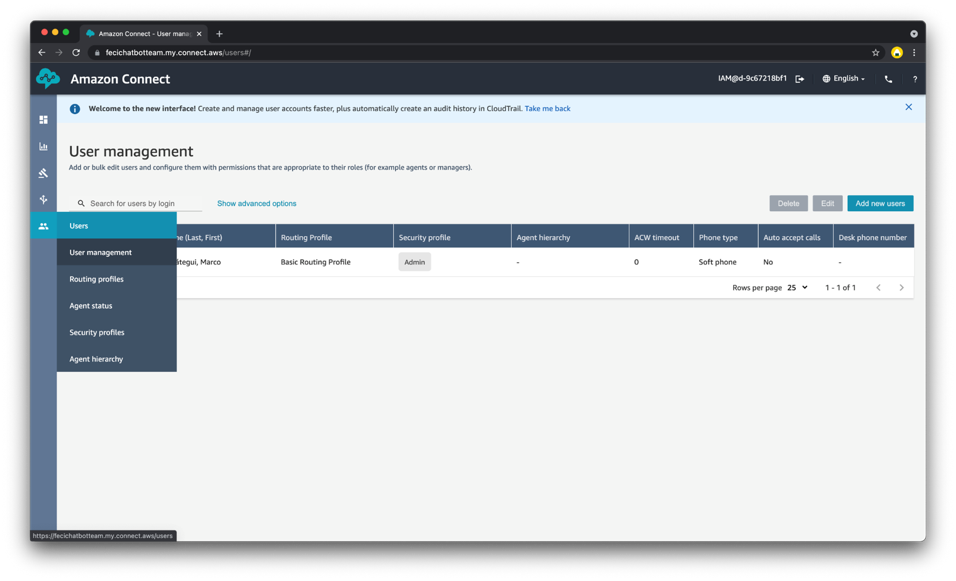 Amazon Connect - User mana
fecichatbotteam.my.connect.aws/users#/
Amazon Connect
IAM@d-9c67218bf1
English
?
Welcome to the new interface! Create and manage user accounts faster, plus automatically create an audit history in CloudTrail. Take me back
User management
Add or bulk edit users and configure them with permissions that are appropriate to their roles (for example agents or managers).
Search for users by login
Show advanced options
Delete
Edit
Add new users
Users
User management
Routing profiles
Agent status
Security profiles
Agent hierarchy
(Last, First)
Routing Profile
Security profile
Agent hierarchy
ACW timeout
Phone type
Auto accept calls
Desk phone number
Marco
Basic Routing Profile
Admin
-
0
Soft phone
No
-
Rows per page 25
1 - 1 of 1
https://fecichatbotteam.my.connect.aws/users